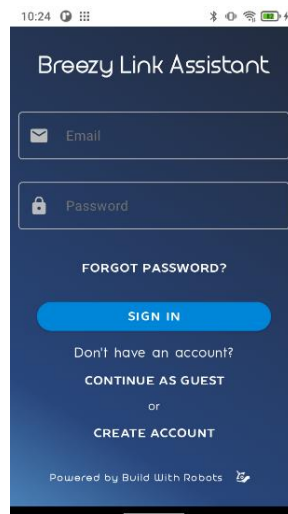 10:24
Breezy Link Assistant
Email
Password
FORGOT PASSWORD?
SIGN IN
Don't have an account?
CONTINUE AS GUEST
or
CREATE ACCOUNT
Powered by Build With Robots